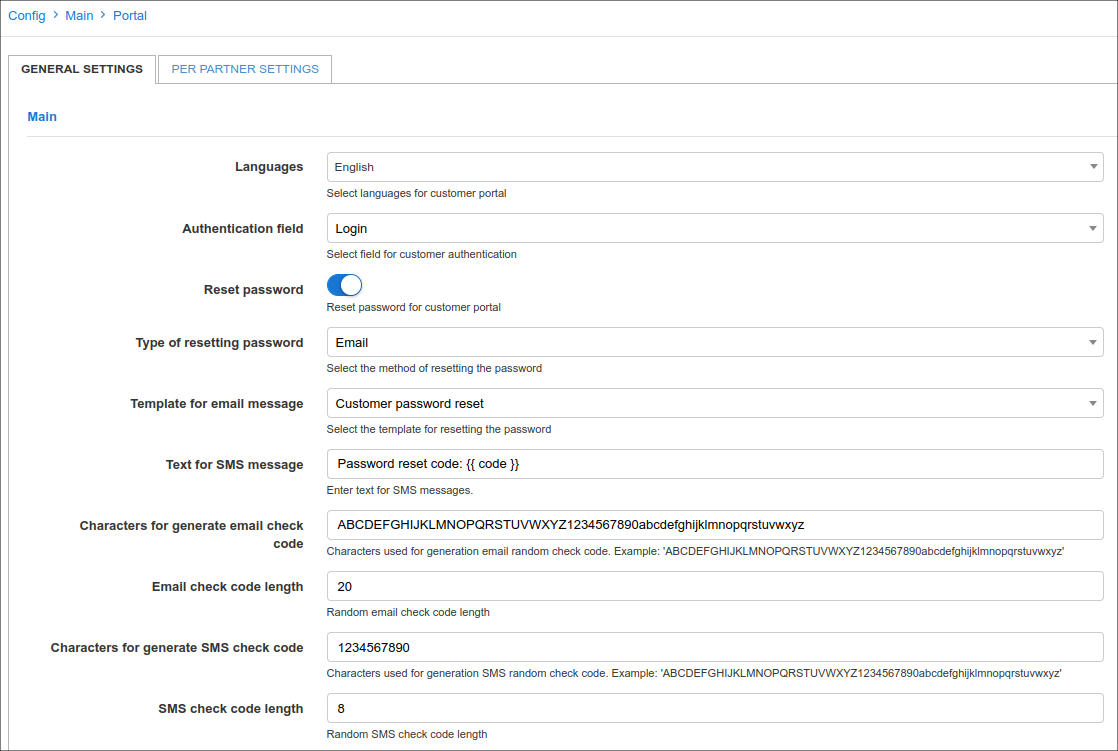 Config > Main > Portal
GENERAL SETTINGS PER PARTNER SETTINGS
Main
Languages English
Select languages for customer portal
Authentication field Login
Select field for customer authentication
Reset password
Reset password for customer portal
Type of resetting password Email
Select the method of resetting the password
Template for email message Customer password reset
Select the template for resetting the password
Text for SMS message Password reset code: {{ code }}
Enter text for SMS messages.
Characters for generate email check ABCDEFGHIJKLMNOPQRSTUVWXYZ1234567890abcdefghijklmnopqrstuvwxyz
code
Characters used for generation email random check code. Example: 'ABCDEFGHIJKLMNOPQRSTUVWXYZ1234567890abcdefghijklmnopqrstuvwxyz'
Email check code length 20
Random email check code length
Characters for generate SMS check code 1234567890
Characters used for generation SMS random check code. Example: 'ABCDEFGHIJKLMNOPQRSTUVWXYZ1234567890abcdefghijklmnopqrstuvwxyz'
SMS check code length 8
Random SMS check code length